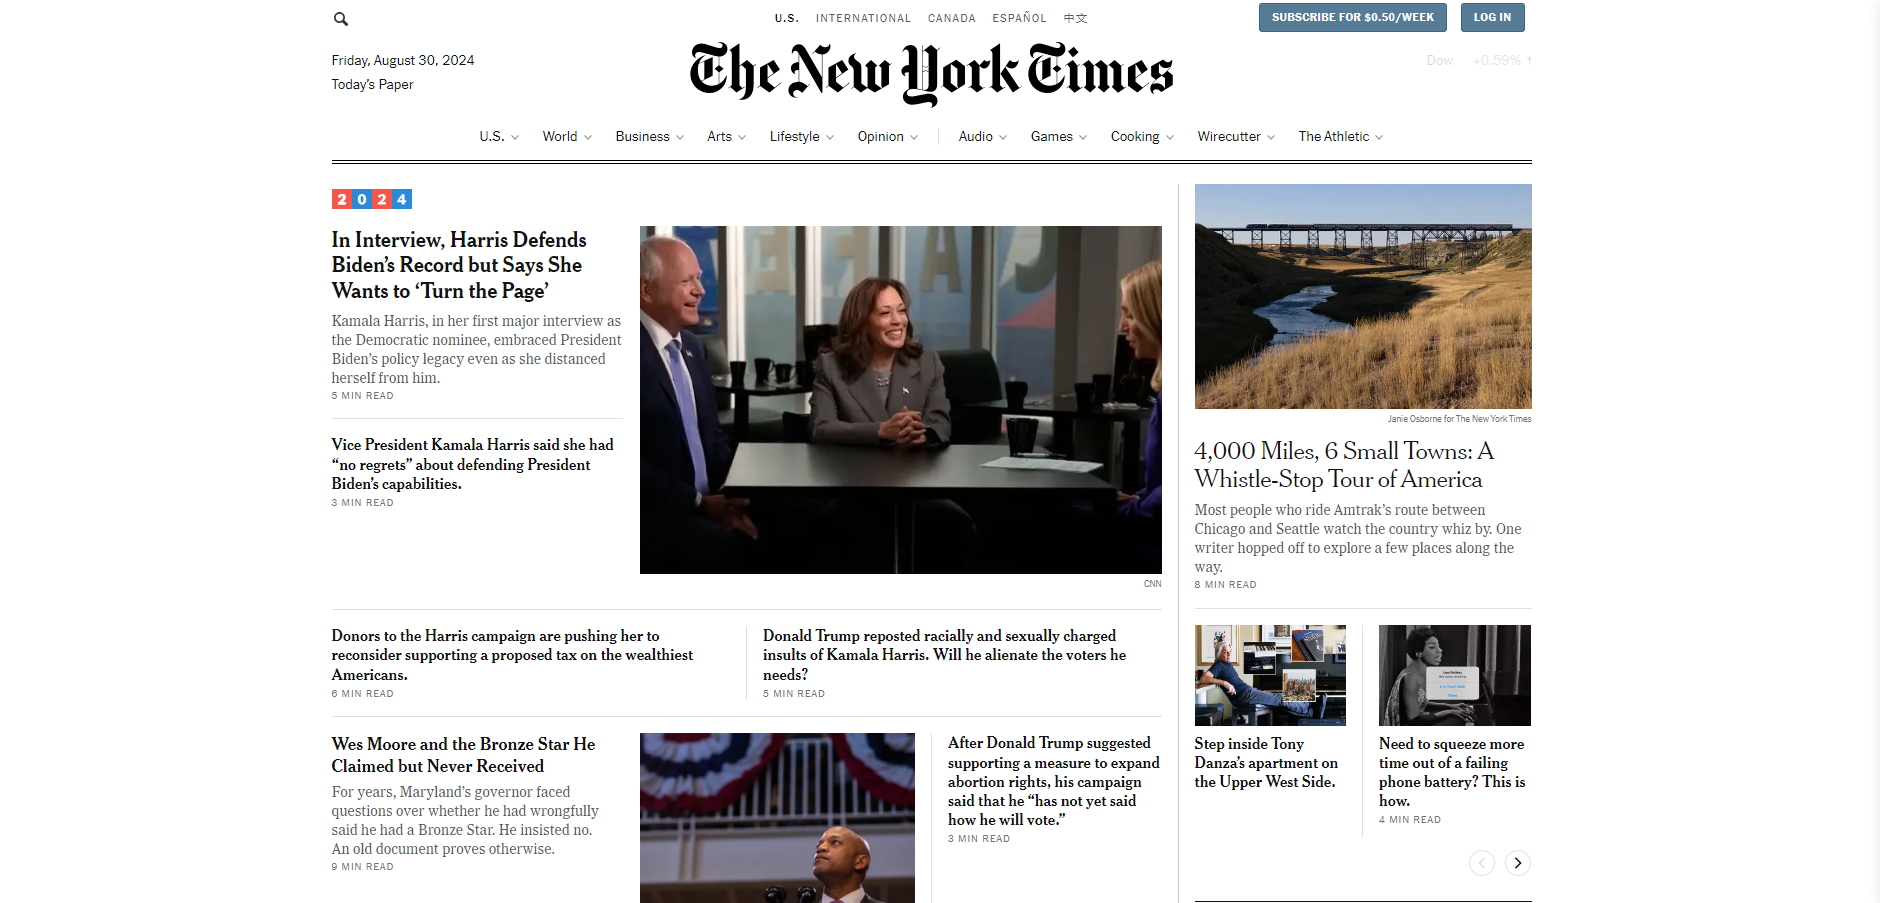 U.S. INTERNATIONAL CANADA ESPAÑOL 中文
SUBSCRIBE FOR $0.50/WEEK
LOG IN
Friday, August 30, 2024
Today's Paper
The New York Times
Dow +0.59% ↑
U.S. World Business Arts Lifestyle Opinion Audio Games Cooking Wirecutter The Athletic
2024
In Interview, Harris Defends
Biden's Record but Says She
Wants to ‘Turn the Page’
Kamala Harris, in her first major interview as
the Democratic nominee, embraced President
Biden's policy legacy even as she distanced
herself from him.
5 MIN READ
Vice President Kamala Harris said she had
“no regrets” about defending President
Biden's capabilities.
3 MIN READ
CNN
Donors to the Harris campaign are pushing her to
reconsider supporting a proposed tax on the wealthiest
Americans.
6 MIN READ
Donald Trump reposted racially and sexually charged
insults of Kamala Harris. Will he alienate the voters he
needs?
5 MIN READ
Wes Moore and the Bronze Star He
Claimed but Never Received
For years, Maryland's governor faced
questions over whether he had wrongfully
said he had a Bronze Star. He insisted no.
An old document proves otherwise.
9 MIN READ
After Donald Trump suggested
supporting a measure to expand
abortion rights, his campaign
said that he “has not yet said
how he will vote.”
3 MIN READ
Janie Osborne for The New York Times
4,000 Miles, 6 Small Towns: A
Whistle-Stop Tour of America
Most people who ride Amtrak's route between
Chicago and Seattle watch the country whiz by. One
writer hopped off to explore a few places along the
way.
8 MIN READ
Step inside Tony
Danza's apartment on
the Upper West Side.
Need to squeeze more
time out of a failing
phone battery? This is
how.
4 MIN READ